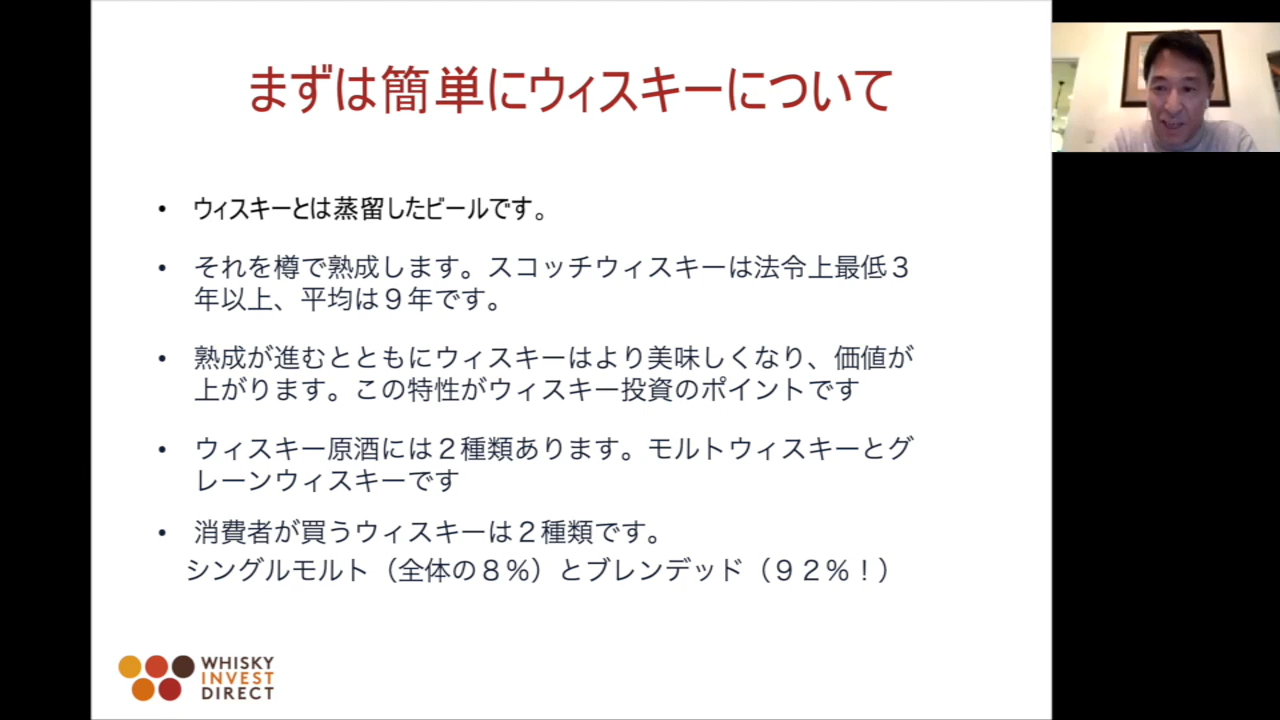 まずは簡単にウィスキーについて
• ウィスキーとは蒸留したビールです。
• それを樽で熟成します。スコッチウィスキーは法令上最低３
年以上、平均は９年です。
• 熟成が進むとともにウィスキーはより美味しくなり、価値が
上がります。この特性がウィスキー投資のポイントです
• ウィスキー原酒には２種類あります。モルトウィスキーとグ
レーンウィスキーです
• 消費者が買うウィスキーは２種類です。
シングルモルト（全体の８％）とブレンデッド（９２％！）
WHISKY
INVEST
DIRECT